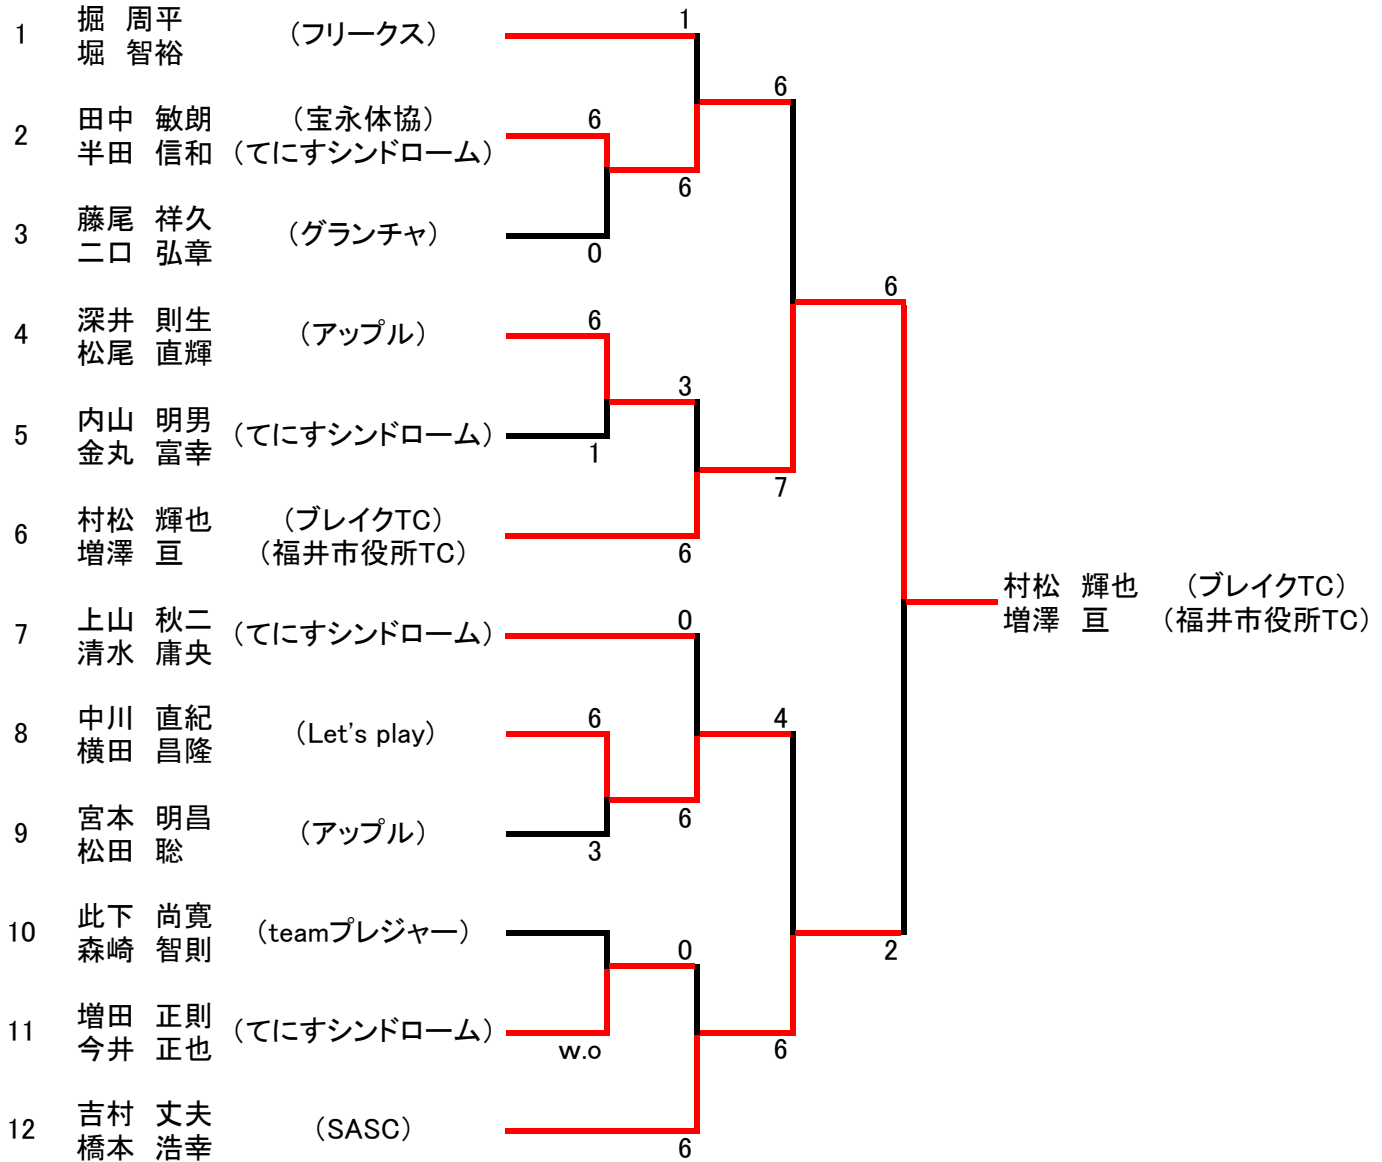 1 掘 周平 （フリークス）
堀 智裕
2 田中 敏朗 （宝永体協）
半田 信和 （てにすシンドローム）
3 藤尾 祥久 （グランチャ）
二口 弘章
4 深井 則生 （アップル）
松尾 直輝
5 内山 明男 （てにすシンドローム）
金丸 富幸
6 村松 輝也 （ブレイクTC）
増澤 亘 （福井市役所TC）
7 上山 秋二 （てにすシンドローム）
清水 庸央
8 中川 直紀 （Let's play）
横田 昌隆
9 宮本 明昌 （アップル）
松田 聡
10 此下 尚寛 （teamプレジャー）
森崎 智則
11 増田 正則 （てにすシンドローム）
今井 正也
12 吉村 丈夫 （SASC）
橋本 浩幸
6
0
6
1
6
3
w.o
1
6
3
6
0
6
0
6
6
7
4
6
6
2
村松 輝也 （ブレイクTC）
増澤 亘 （福井市役所TC）